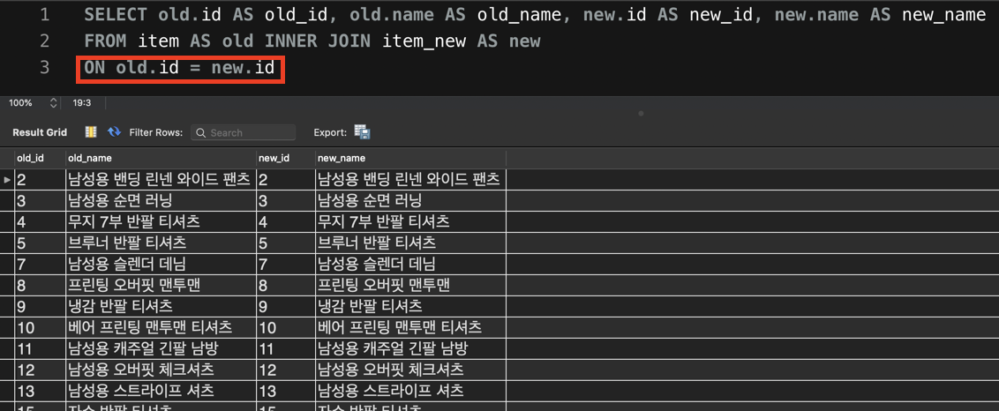 1 SELECT old.id AS old_id, old.name AS old_name, new.id AS new_id, new.name AS new_name
2 FROM item AS old INNER JOIN item_new AS new
3 ON old.id = new.id
100% 19:3
Result Grid Filter Rows: Search Export:
old_id old_name new_id new_name
2 남성용 밴딩 린넨 와이드 팬츠 2 남성용 밴딩 린넨 와이드 팬츠
3 남성용 순면 러닝 3 남성용 순면 러닝
4 무지 7부 반팔 티셔츠 4 무지 7부 반팔 티셔츠
5 브루너 반팔 티셔츠 5 브루너 반팔 티셔츠
7 남성용 슬렌더 데님 7 남성용 슬렌더 데님
8 프린팅 오버핏 맨투맨 8 프린팅 오버핏 맨투맨
9 냉감 반팔 티셔츠 9 냉감 반팔 티셔츠
10 베어 프린팅 맨투맨 티셔츠 10 베어 프린팅 맨투맨 티셔츠
11 남성용 캐주얼 긴팔 남방 11 남성용 캐주얼 긴팔 남방
12 남성용 오버핏 체크셔츠 12 남성용 오버핏 체크셔츠
13 남성용 스트라이프 셔츠 13 남성용 스트라이프 셔츠
15 반팔 티셔츠 15 반팔 티셔츠